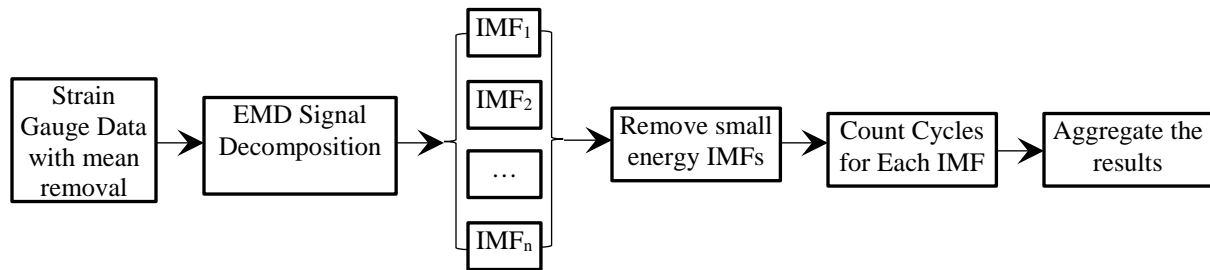 Strain
Gauge Data
with mean
removal
EMD Signal
Decomposition
IMF1
IMF2
…
IMFn
Remove small
energy IMFs
Count Cycles
for Each IMF
Aggregate the
results